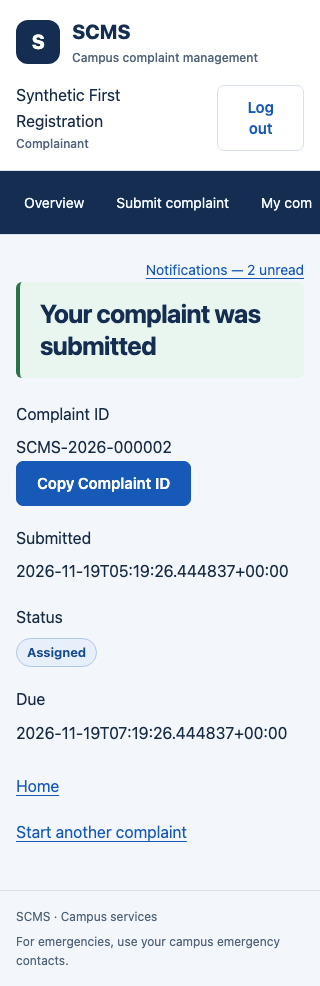 S
SCMS
Campus complaint management
Synthetic First
Registration
Complainant
Log
out
Overview
Submit complaint
My com
Notifications — 2 unread
Your complaint was
submitted
Complaint ID
SCMS-2026-000002
Copy Complaint ID
Submitted
2026-11-19T05:19:26.444837+00:00
Status
Assigned
Due
2026-11-19T07:19:26.444837+00:00
Home
Start another complaint
SCMS · Campus services
For emergencies, use your campus emergency
contacts.